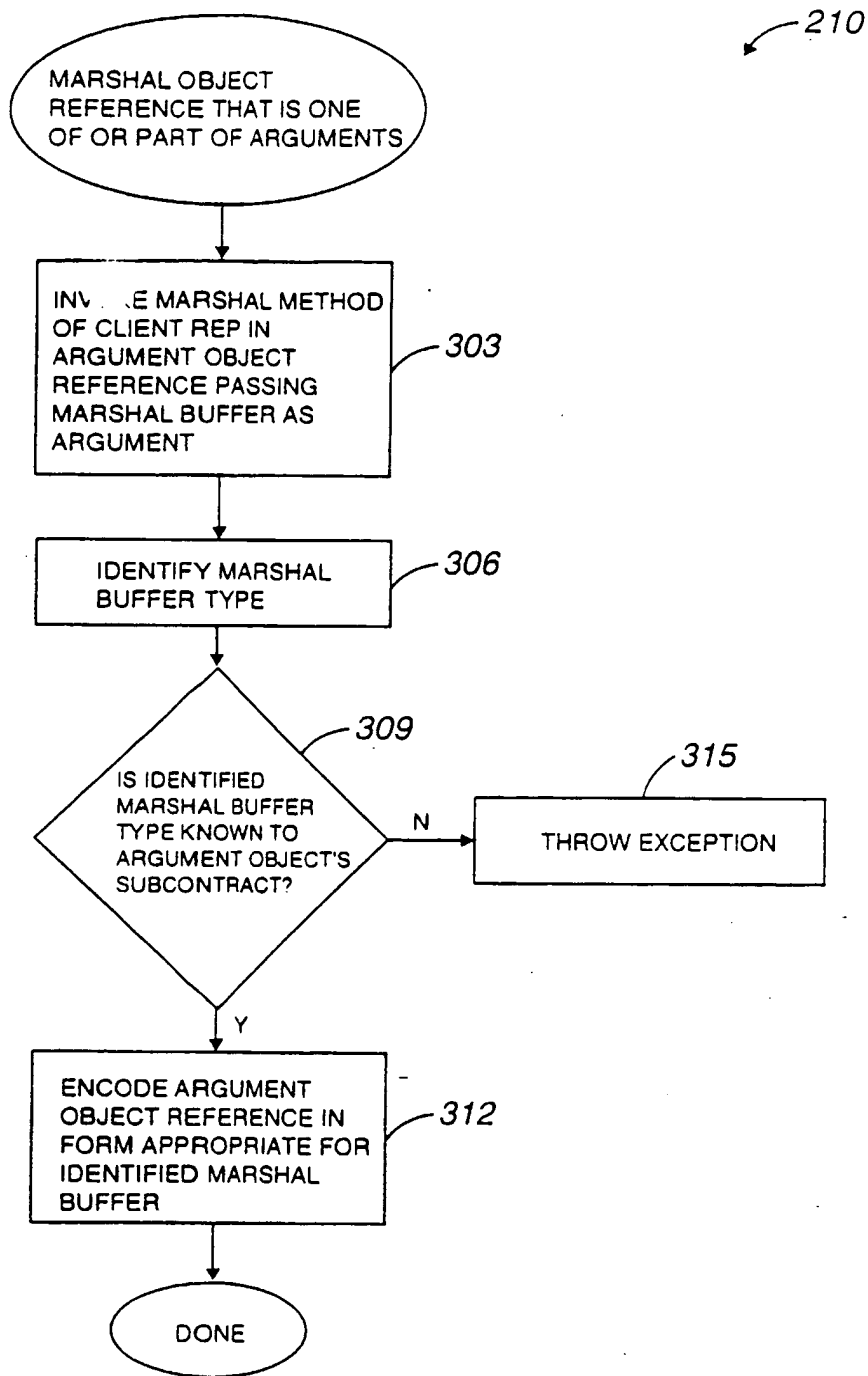 210
MARSHAL OBJECT
REFERENCE THAT IS ONE
OF OR PART OF ARGUMENTS
MARSHAL METHOD
OF CLIENT REP IN
ARGUMENT OBJECT
REFERENCE PASSING
MARSHAL BUFFER AS
ARGUMENT
303
IDENTIFY MARSHAL
BUFFER TYPE
306
309
IS IDENTIFIED
MARSHAL BUFFER
TYPE KNOWN TO
ARGUMENT OBJECT'S
SUBCONTRACT?
N
315
THROW EXCEPTION
Y
ENCODE ARGUMENT
OBJECT REFERENCE IN
FORM APPROPRIATE FOR
IDENTIFIED MARSHAL
BUFFER
312
DONE